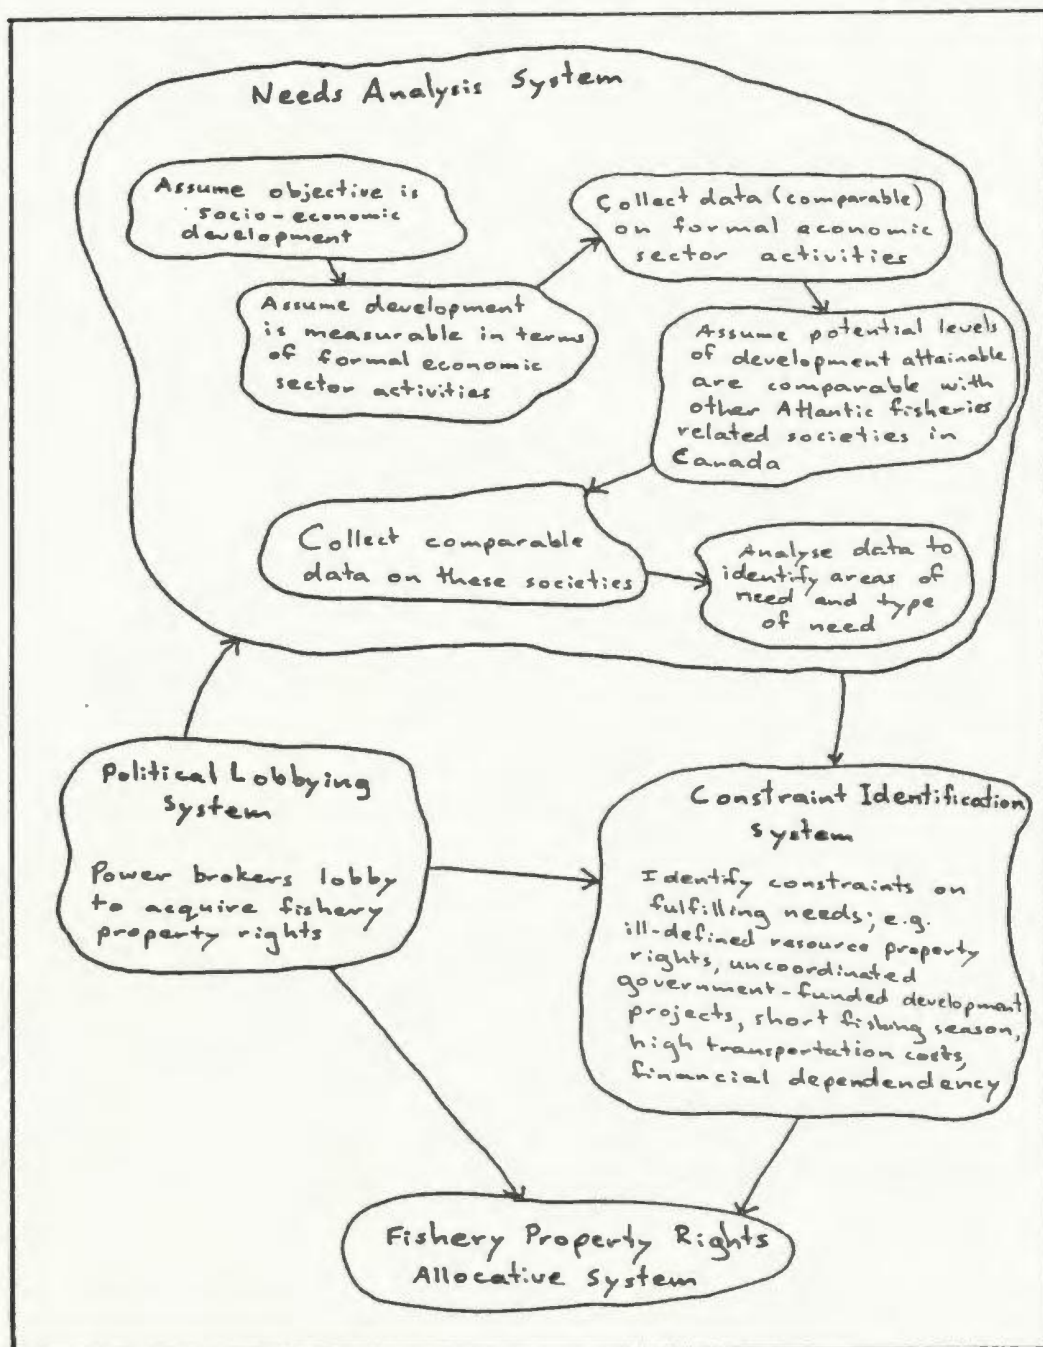 Needs Analysis System
Assume objective is
socio-economic
development
Assume development
is measurable in terms
of formal economic
sector activities
Collect data (comparable)
on formal economic
sector activities
Assume potential levels
of development attainable
are comparable with
other Atlantic fisheries
related societies in
Canada
Collect comparable
data on these societies
Analyse data to
identify areas of
need and type
of need
Political Lobbying
System
Power brokers lobby
to acquire fishery
property rights
Constraint Identification
System
Identify constraints on
fulfilling needs; e.g.
ill-defined resource property
rights, uncoordinated
government-funded development
projects, short fishing season,
high transportation costs,
financial dependendency
Fishery Property Rights
Allocative System